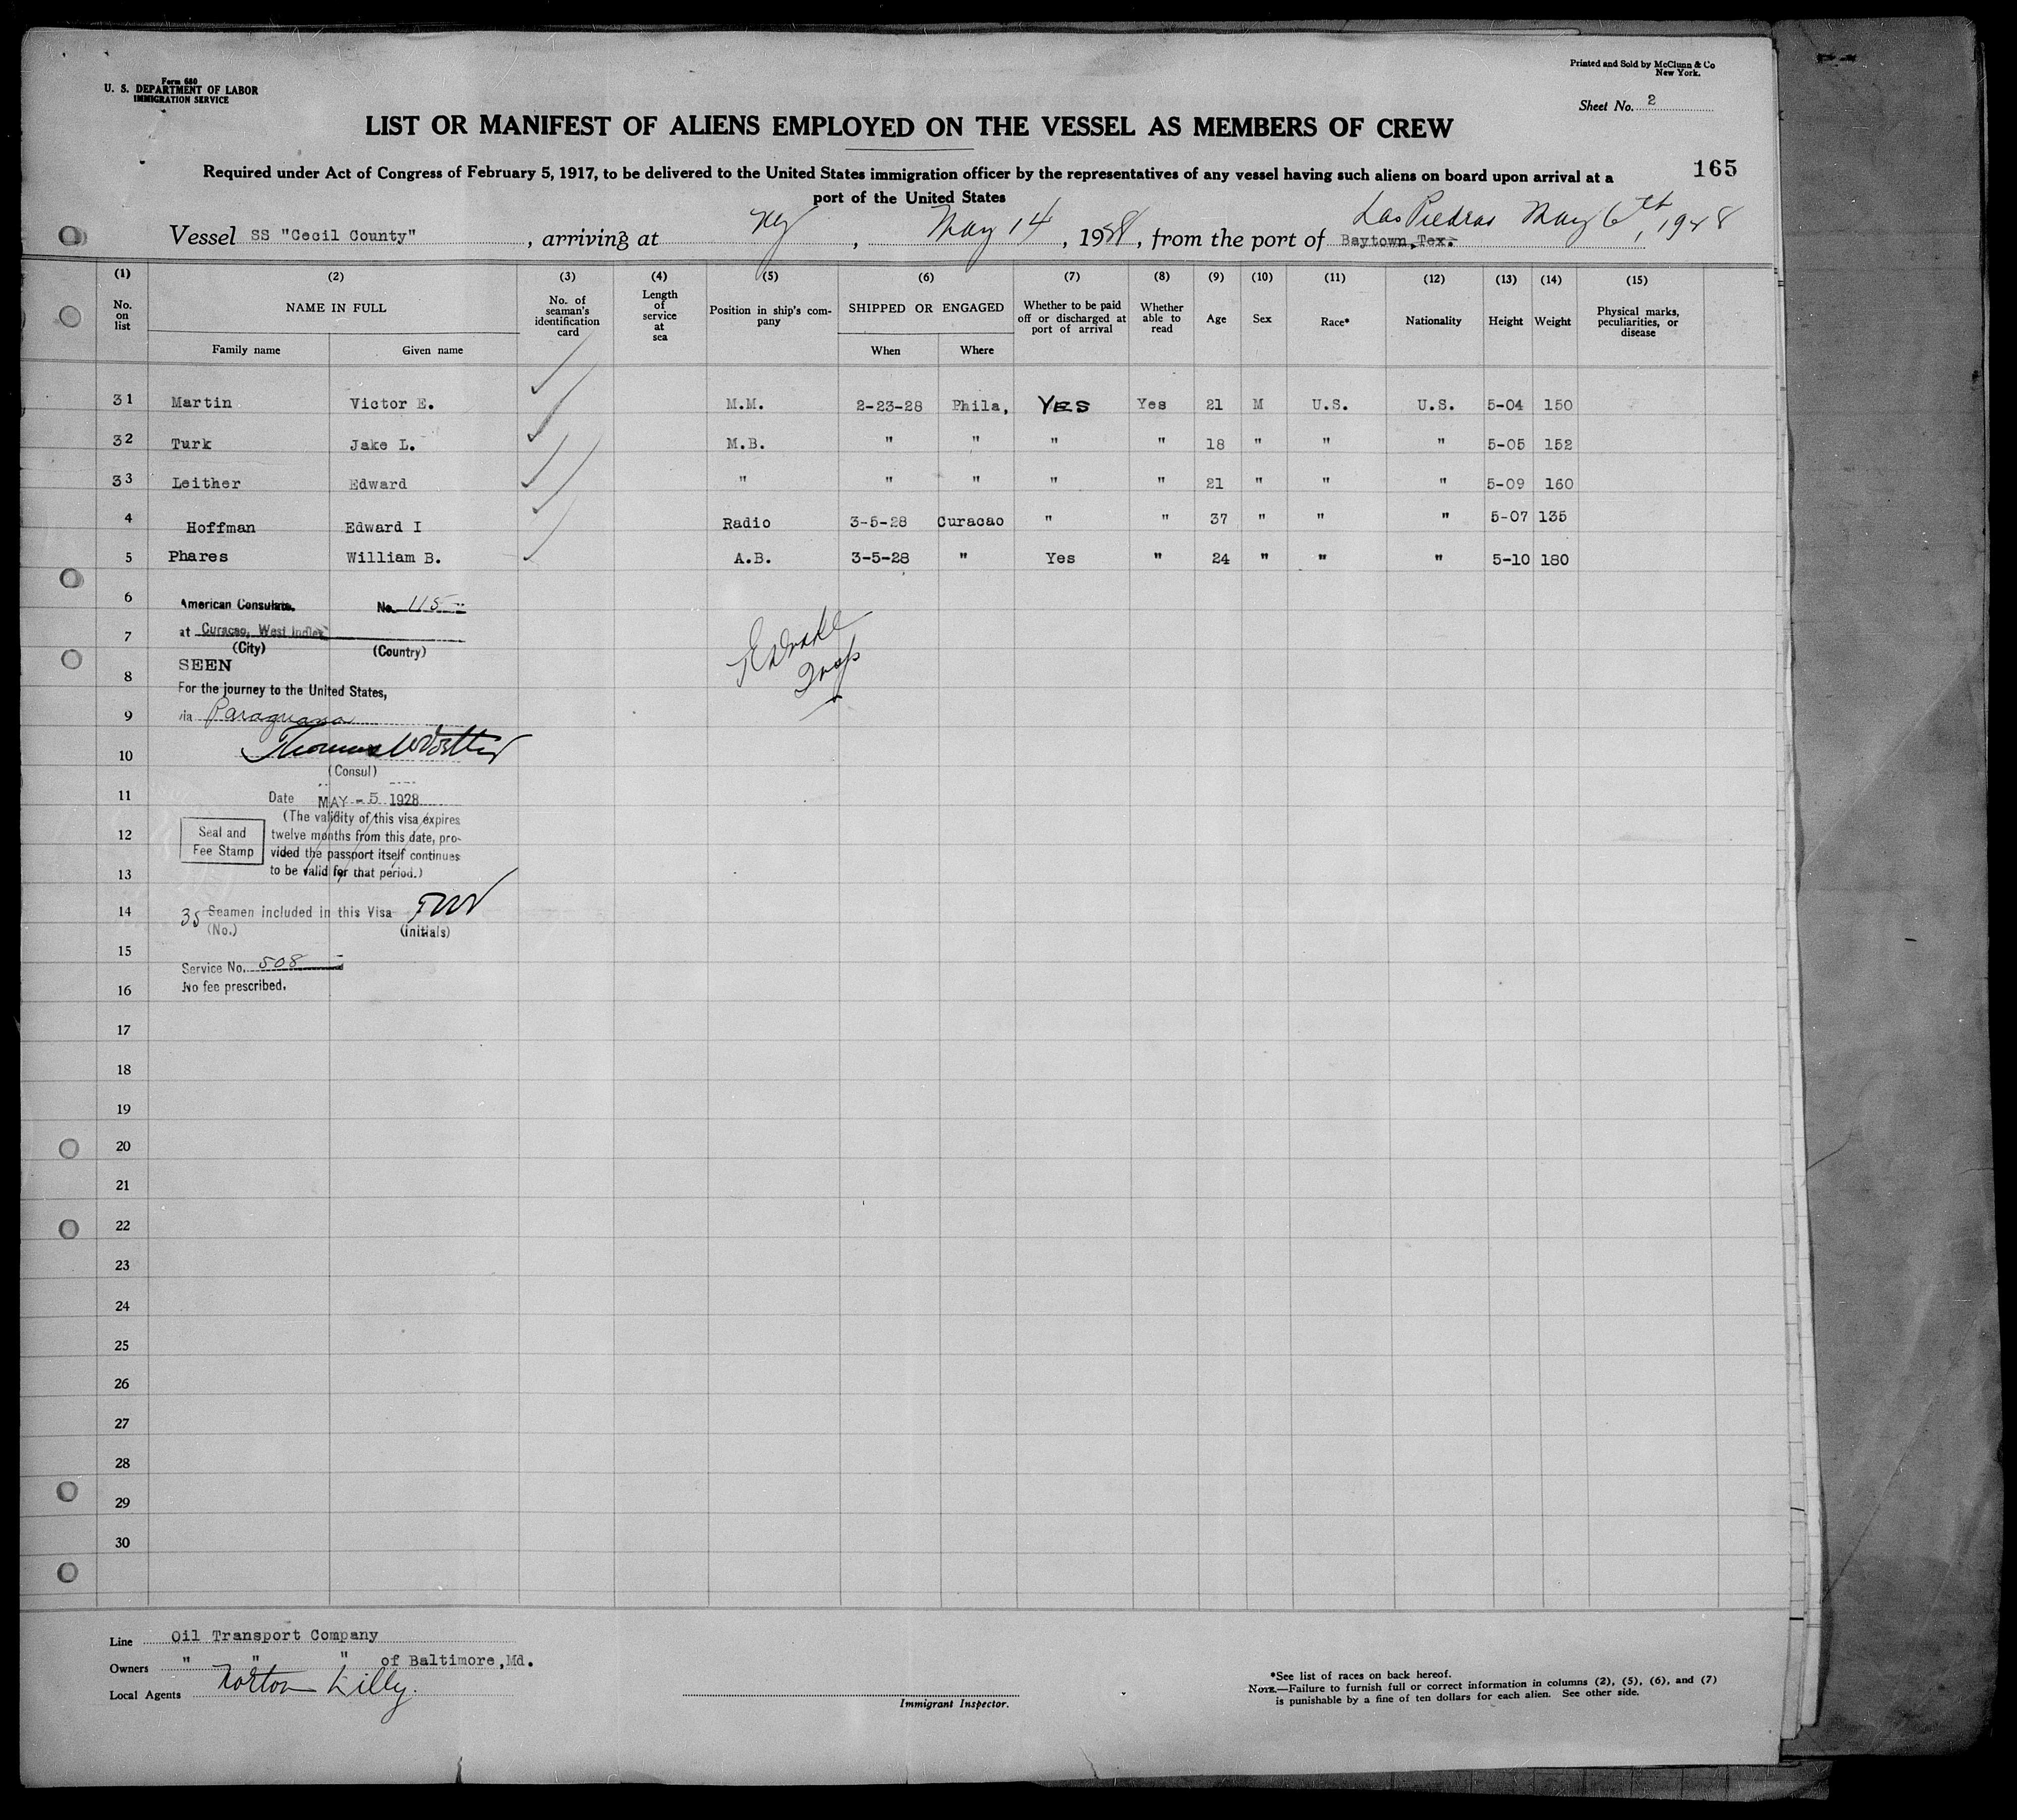 Form 680
U. S. DEPARTMENT OF LABOR
IMMIGRATION SERVICE
Printed and Sold by McClunn & Co
New York.
Sheet No. 2
LIST OR MANIFEST OF ALIENS EMPLOYED ON THE VESSEL AS MEMBERS OF CREW
165
Required under Act of Congress of February 5, 1917, to be delivered to the United States immigration officer by the representatives of any vessel having such aliens on board upon arrival at a
port of the United States
Las Piedras May 6th, 1928
Vessel SS "Cecil County", arriving at NY, May 14, 1928, from the port of Baytown,Tex.
(1) (2) (3) (4) (5) (6) (7) (8) (9) (10) (11) (12) (13) (14) (15)
No. on list NAME IN FULL No. of seaman's identification card Length of service at sea Position in ship's company SHIPPED OR ENGAGED Whether to be paid off or discharged at port of arrival Whether able to read Age Sex Race* Nationality Height Weight Physical marks, peculiarities, or disease
Family name Given name When Where
31 Martin Victor E. M.M. 2-23-28 Phila, YES Yes 21 M U.S. U.S. 5-04 150
32 Turk Jake L. M.B. " " " " 18 " " " 5-05 152
33 Leither Edward " " " " " 21 " " " 5-09 160
4 Hoffman Edward I Radio 3-5-28 Curacao " " 37 " " " 5-07 135
5 Phares William B. A.B. 3-5-28 " Yes " 24 " " " 5-10 180
6 American Consulate. No. 115
7 at Curacao, West Indies
(City) (Country)
SEEN
8
For the journey to the United States,
9 via Paraguana
10
(Consul)
11 Date MAY - 5 1928
(The validity of this visa expires
12 Seal and Fee Stamp twelve months from this date, provided the passport itself continues
13 to be valid for that period.)
14 35 Seamen included in this Visa
(No.) (initials)
15
Service No. 508
16 No fee prescribed.
17
18
19
20
21
22
23
24
25
26
27
28
29
30
Line Oil Transport Company
Owners " " " of Baltimore,Md.
Local Agents Norton Lilly.
Immigrant Inspector.
*See list of races on back hereof.
NOTE.—Failure to furnish full or correct information in columns (2), (5), (6), and (7)
is punishable by a fine of ten dollars for each alien. See other side.